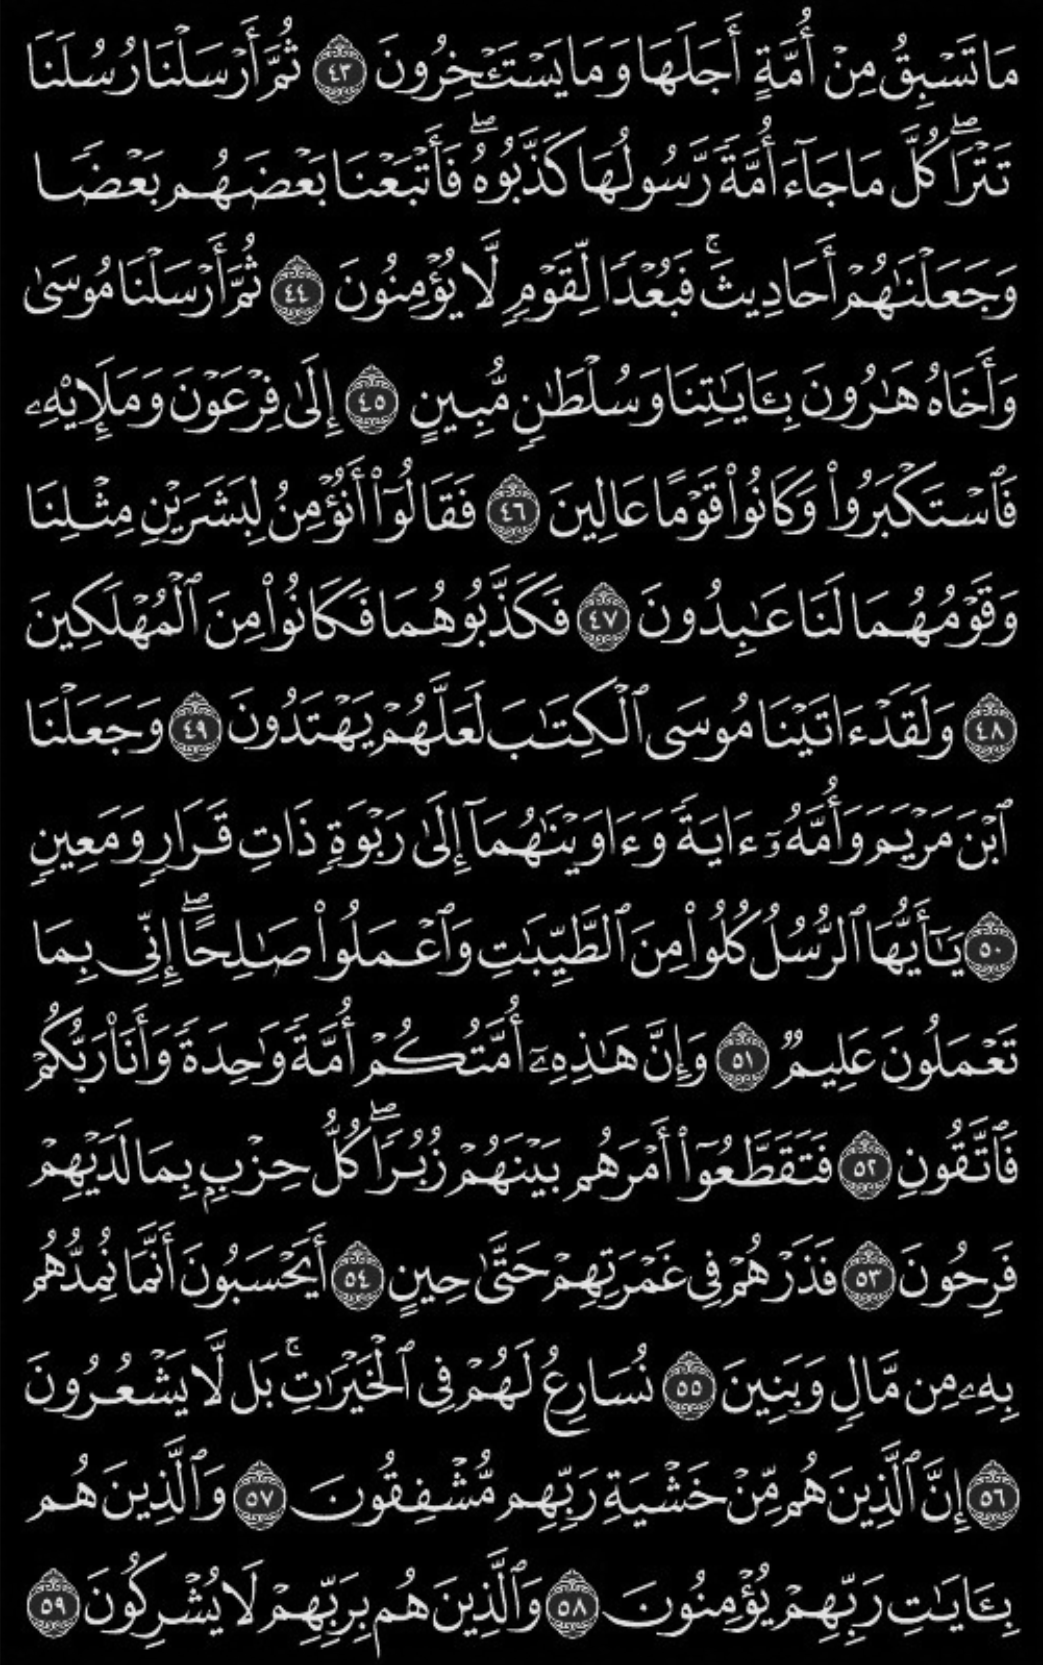 مَا تَسۡبِقُ مِنۡ أُمَّةٍ أَجَلَهَا وَمَا يَسۡتَـٔۡخِرُونَ ٤٣ ثُمَّ أَرۡسَلۡنَا رُسُلَنَا
تَتۡرَاۖ كُلَّ مَا جَآءَ أُمَّةٗ رَّسُولُهَا كَذَّبُوهُۖ فَأَتۡبَعۡنَا بَعۡضَهُم بَعۡضٗا
وَجَعَلۡنَٰهُمۡ أَحَادِيثَۚ فَبُعۡدٗا لِّقَوۡمٖ لَّا يُؤۡمِنُونَ ٤٤ ثُمَّ أَرۡسَلۡنَا مُوسَىٰ
وَأَخَاهُ هَٰرُونَ بِـَٔايَٰتِنَا وَسُلۡطَٰنٖ مُّبِينٍ ٤٥ إِلَىٰ فِرۡعَوۡنَ وَمَلَإِيْهِۦ
فَٱسۡتَكۡبَرُواْ وَكَانُواْ قَوۡمًا عَالِينَ ٤٦ فَقَالُوٓاْ أَنُؤۡمِنُ لِبَشَرَيۡنِ مِثۡلِنَا
وَقَوۡمُهُمَا لَنَا عَٰبِدُونَ ٤٧ فَكَذَّبُوهُمَا فَكَانُواْ مِنَ ٱلۡمُهۡلَكِينَ
٤٨ وَلَقَدۡ ءَاتَيۡنَا مُوسَى ٱلۡكِتَٰبَ لَعَلَّهُمۡ يَهۡتَدُونَ ٤٩ وَجَعَلۡنَا
ٱبۡنَ مَرۡيَمَ وَأُمَّهُۥٓ ءَايَةٗ وَءَاوَيۡنَٰهُمَآ إِلَىٰ رَبۡوَةٖ ذَاتِ قَرَارٖ وَمَعِينٖ
٥٠ يَٰٓأَيُّهَا ٱلرُّسُلُ كُلُواْ مِنَ ٱلطَّيِّبَٰتِ وَٱعۡمَلُواْ صَٰلِحًاۖ إِنِّي بِمَا
تَعۡمَلُونَ عَلِيمٞ ٥١ وَإِنَّ هَٰذِهِۦٓ أُمَّتُكُمۡ أُمَّةٗ وَٰحِدَةٗ وَأَنَا۠ رَبُّكُمۡ
فَٱتَّقُونِ ٥٢ فَتَقَطَّعُوٓاْ أَمۡرَهُم بَيۡنَهُمۡ زُبُرٗاۖ كُلُّ حِزۡبِۭ بِمَا لَدَيۡهِمۡ
فَرِحُونَ ٥٣ فَذَرۡهُمۡ فِي غَمۡرَتِهِمۡ حَتَّىٰ حِينٍ ٥٤ أَيَحۡسَبُونَ أَنَّمَا نُمِدُّهُم
بِهِۦ مِن مَّالٖ وَبَنِينَ ٥٥ نُسَارِعُ لَهُمۡ فِي ٱلۡخَيۡرَٰتِۚ بَل لَّا يَشۡعُرُونَ
٥٦ إِنَّ ٱلَّذِينَ هُم مِّنۡ خَشۡيَةِ رَبِّهِم مُّشۡفِقُونَ ٥٧ وَٱلَّذِينَ هُم
بِـَٔايَٰتِ رَبِّهِمۡ يُؤۡمِنُونَ ٥٨ وَٱلَّذِينَ هُم بِرَبِّهِمۡ لَا يُشۡرِكُونَ ٥٩